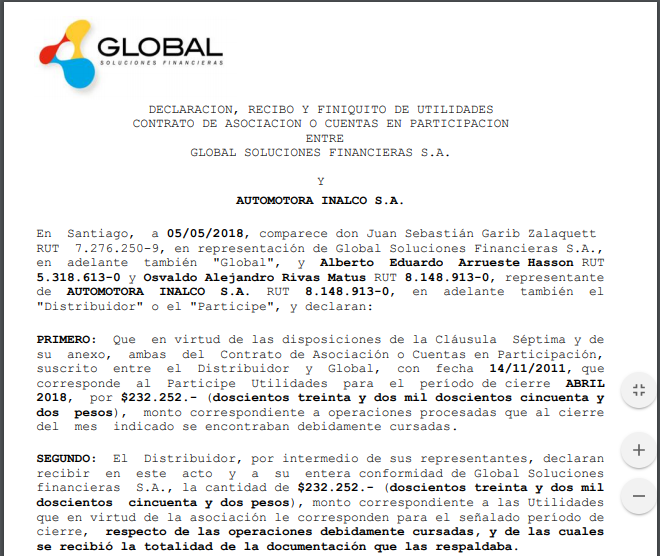 GLOBAL
SOLUCIONES FINANCIERAS
DECLARACION, RECIBO Y FINIQUITO DE UTILIDADES
CONTRATO DE ASOCIACION O CUENTAS EN PARTICIPACION
ENTRE
GLOBAL SOLUCIONES FINANCIERAS S.A.
Y
AUTOMOTORA INALCO S.A.
En Santiago, a 05/05/2018, comparece don Juan Sebastián Garib Zalaquett
RUT 7.276.250-9, en representación de Global Soluciones Financieras S.A.,
en adelante también "Global", y Alberto Eduardo Arrueste Hasson RUT
5.318.613-0 y Osvaldo Alejandro Rivas Matus RUT 8.148.913-0, representante
de AUTOMOTORA INALCO S.A. RUT 8.148.913-0, en adelante también el
"Distribuidor" o el "Participe", y declaran:
PRIMERO: Que en virtud de las disposiciones de la Cláusula Séptima y de
su anexo, ambas del Contrato de Asociación o Cuentas en Participación,
suscrito entre el Distribuidor y Global, con fecha 14/11/2011, que
corresponde al Participe Utilidades para el período de cierre ABRIL
2018, por $232.252.- (doscientos treinta y dos mil doscientos cincuenta y
dos pesos), monto correspondiente a operaciones procesadas que al cierre
del mes indicado se encontraban debidamente cursadas.
SEGUNDO: El Distribuidor, por intermedio de sus representantes, declaran
recibir en este acto y a su entera conformidad de Global Soluciones
financieras S.A., la cantidad de $232.252.- (doscientos treinta y dos mil
doscientos cincuenta y dos pesos), monto correspondiente a las Utilidades
que en virtud de la asociación le corresponden para el señalado período de
cierre, respecto de las operaciones debidamente cursadas, y de las cuales
se recibió la totalidad de la documentación que las respaldaba.